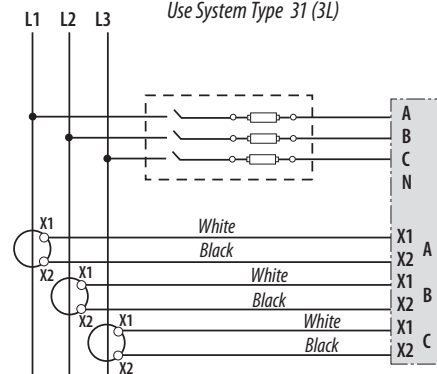 Use System Type 31 (3L)
L1 L2 L3
A
B
C
N
X1
White
X1
Black
X2
A
X2
X1
White
X1
Black
X2
B
X2
X1
White
X1
Black
X2
C
X2